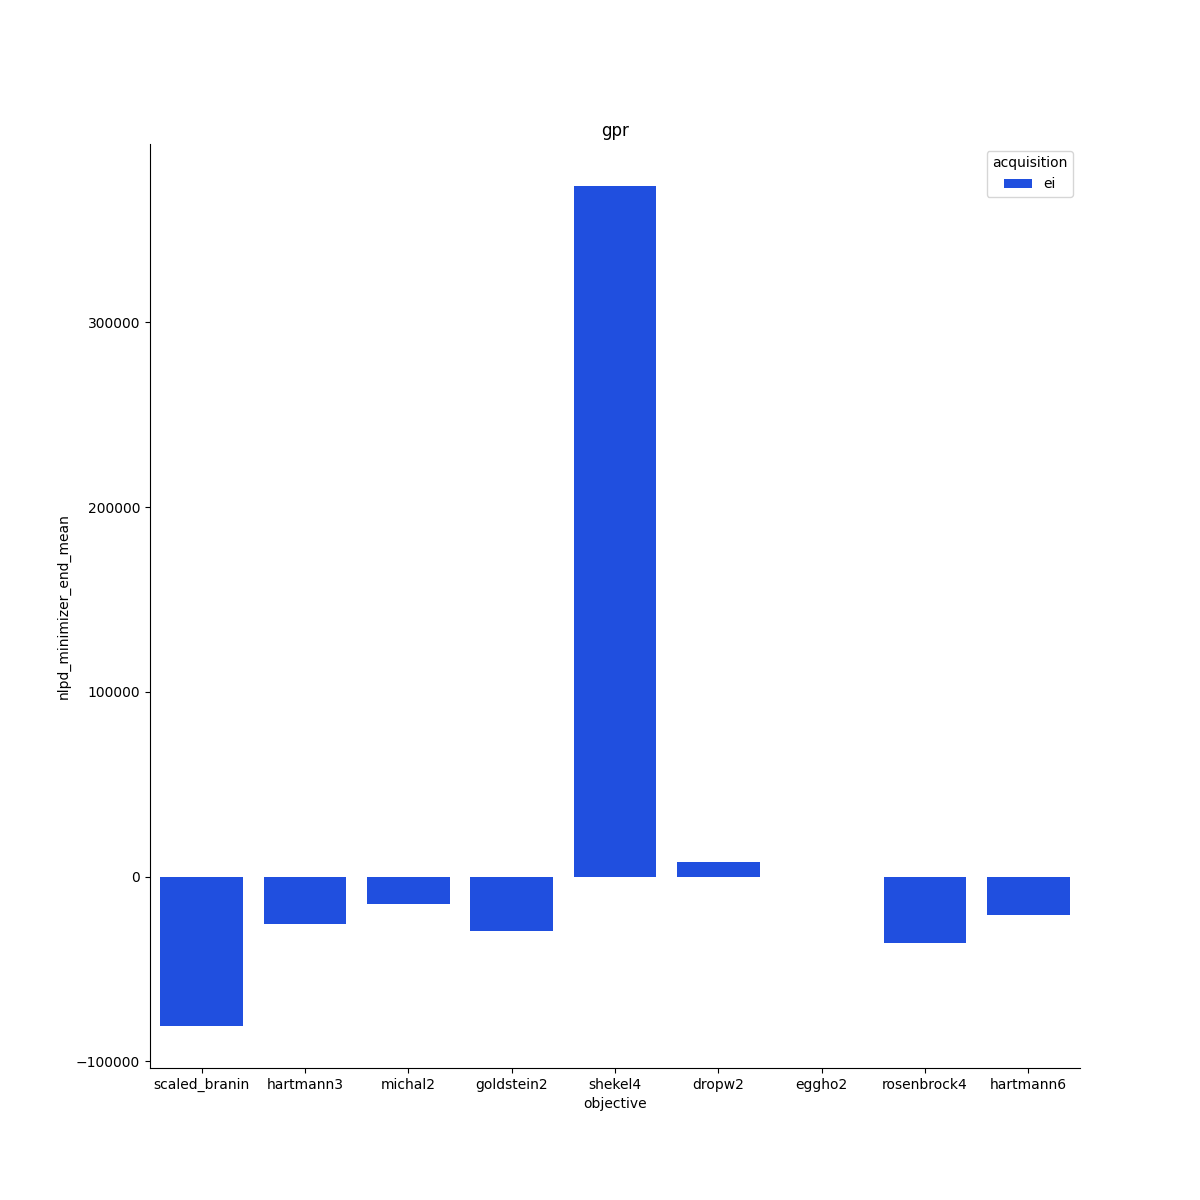 gpr
acquisition
ei
nlpd_minimizer_end_mean
300000
200000
100000
0
−100000
scaled_branin hartmann3 michal2 goldstein2 shekel4 dropw2 eggho2 rosenbrock4 hartmann6
objective